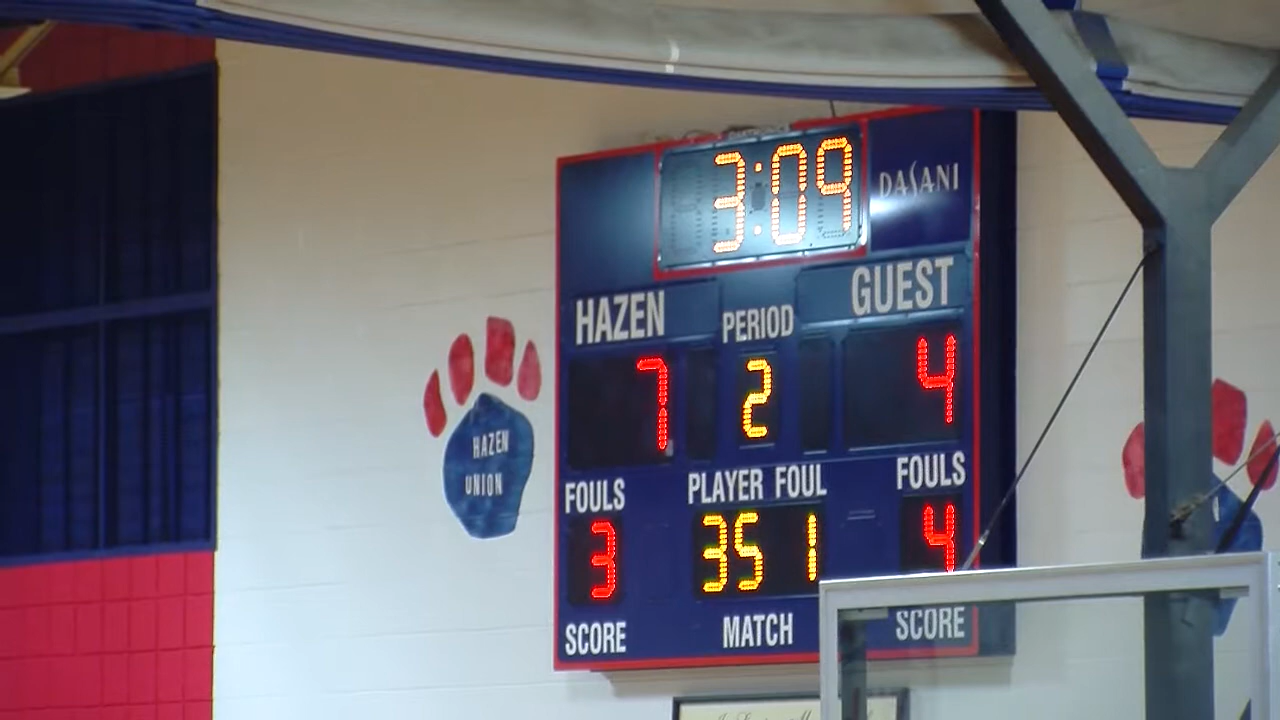 3:09
DASANI
HAZEN
PERIOD
GUEST
7
2
4
HAZEN
UNION
FOULS
PLAYER FOUL
FOULS
3
35 1
4
SCORE
MATCH
SCORE